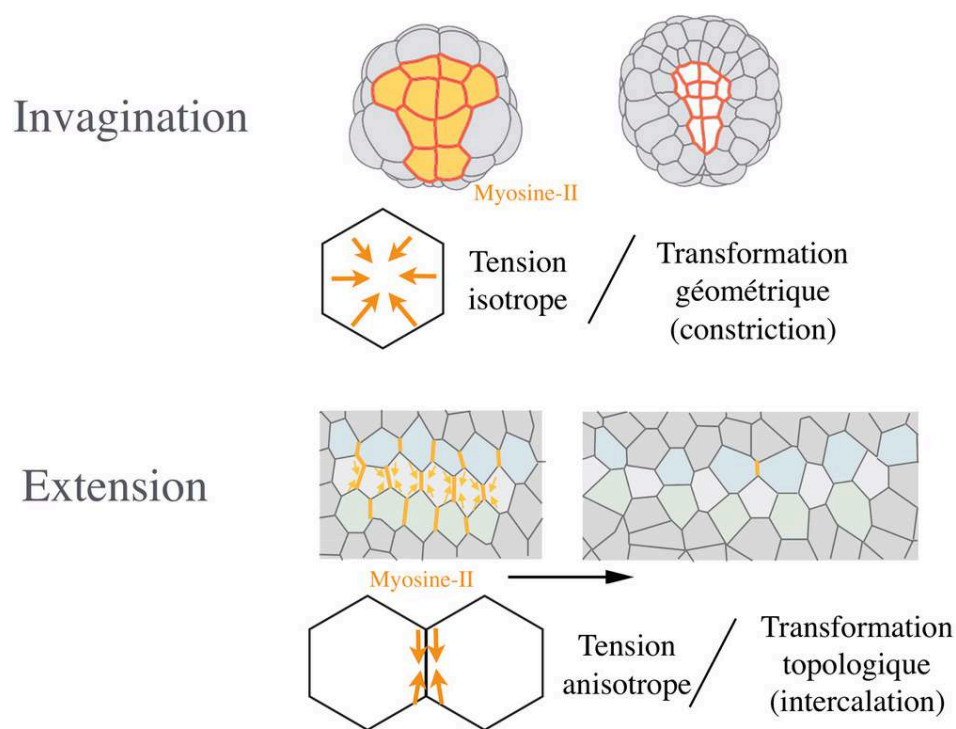 Invagination
Myosine-II
Tension
isotrope
Transformation
géométrique
(constriction)
Extension
Myosine-II
Tension
anisotrope
Transformation
topologique
(intercalation)